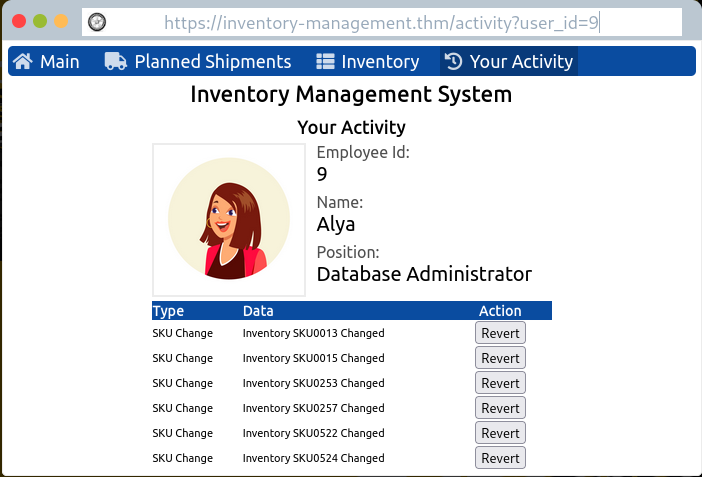 https://inventory-management.thm/activity?user_id=9
Main Planned Shipments Inventory Your Activity
Inventory Management System
Your Activity
Employee Id:
9
Name:
Alya
Position:
Database Administrator
Type Data Action
SKU Change Inventory SKU0013 Changed Revert
SKU Change Inventory SKU0015 Changed Revert
SKU Change Inventory SKU0253 Changed Revert
SKU Change Inventory SKU0257 Changed Revert
SKU Change Inventory SKU0522 Changed Revert
SKU Change Inventory SKU0524 Changed Revert